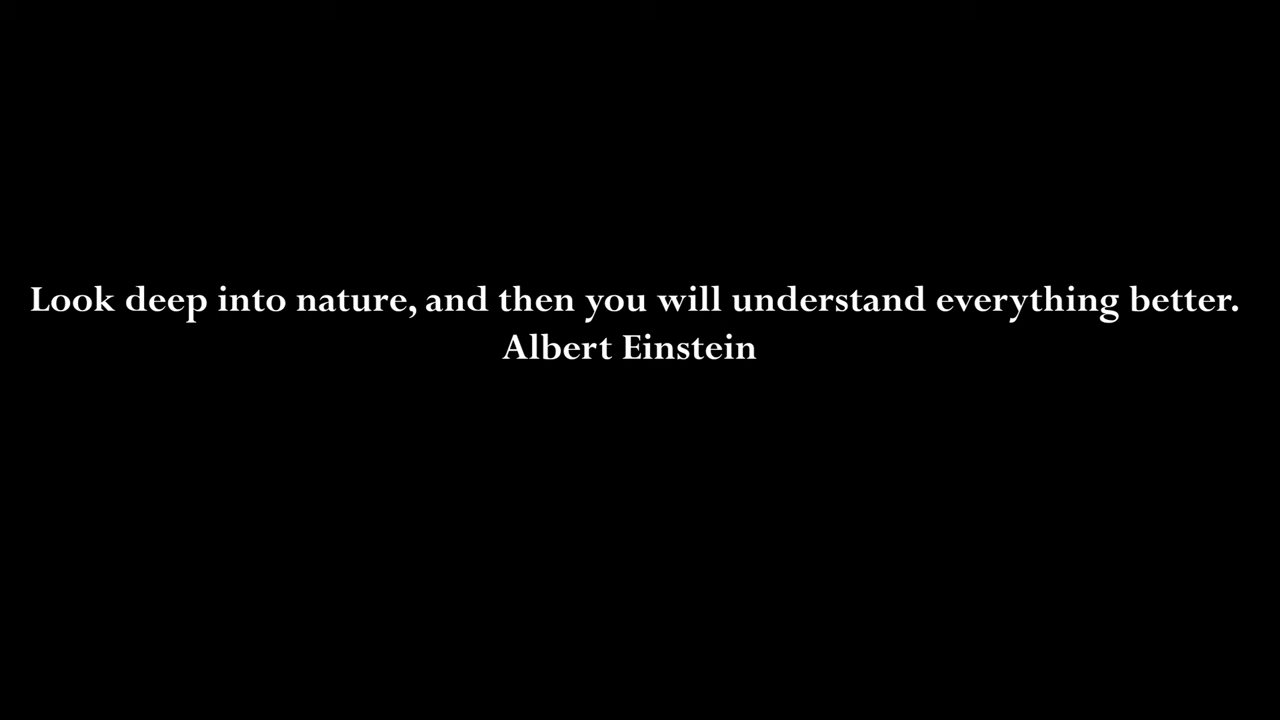 Look deep into nature, and then you will understand everything better.
Albert Einstein